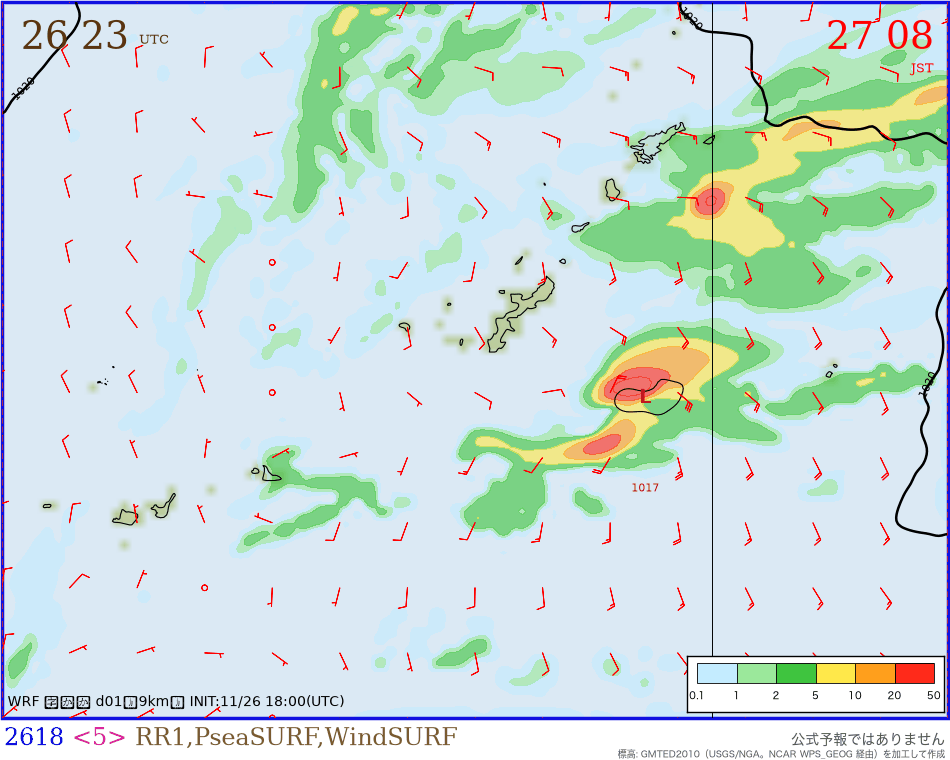 26 23 UTC
27 08
JST
1020
1020
1020
L
1017
0.1 1 2 5 10 20 50
WRF d01 9km INIT:11/26 18:00(UTC)
2618 <5> RR1,PseaSURF,WindSURF
公式予報ではありません
標高: GMTED2010（USGS/NGA。NCAR WPS_GEOG 経由）を加工して作成